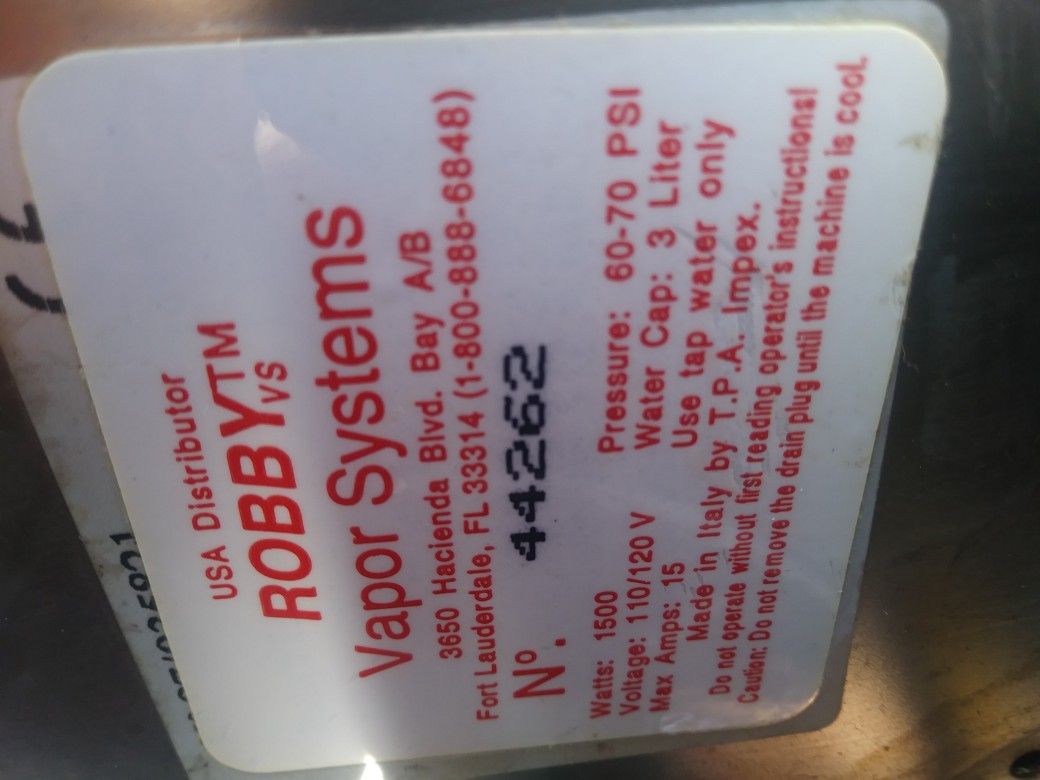 USA Distributor
ROBBYTM
VS
Vapor Systems
3650 Hacienda Blvd. Bay A/B
Fort Lauderdale, FL 33314 (1-800-888-6848)
Nº. 44262
Watts: 1500 Pressure: 60-70 PSI
Voltage: 110/120 V Water Cap: 3 Liter
Max Amps: 15 Use tap water only
Made in Italy by T.P.A.. Impex..
Do not operate without first reading operator's instructions!
Caution: Do not remove the drain plug until the machine is cool.